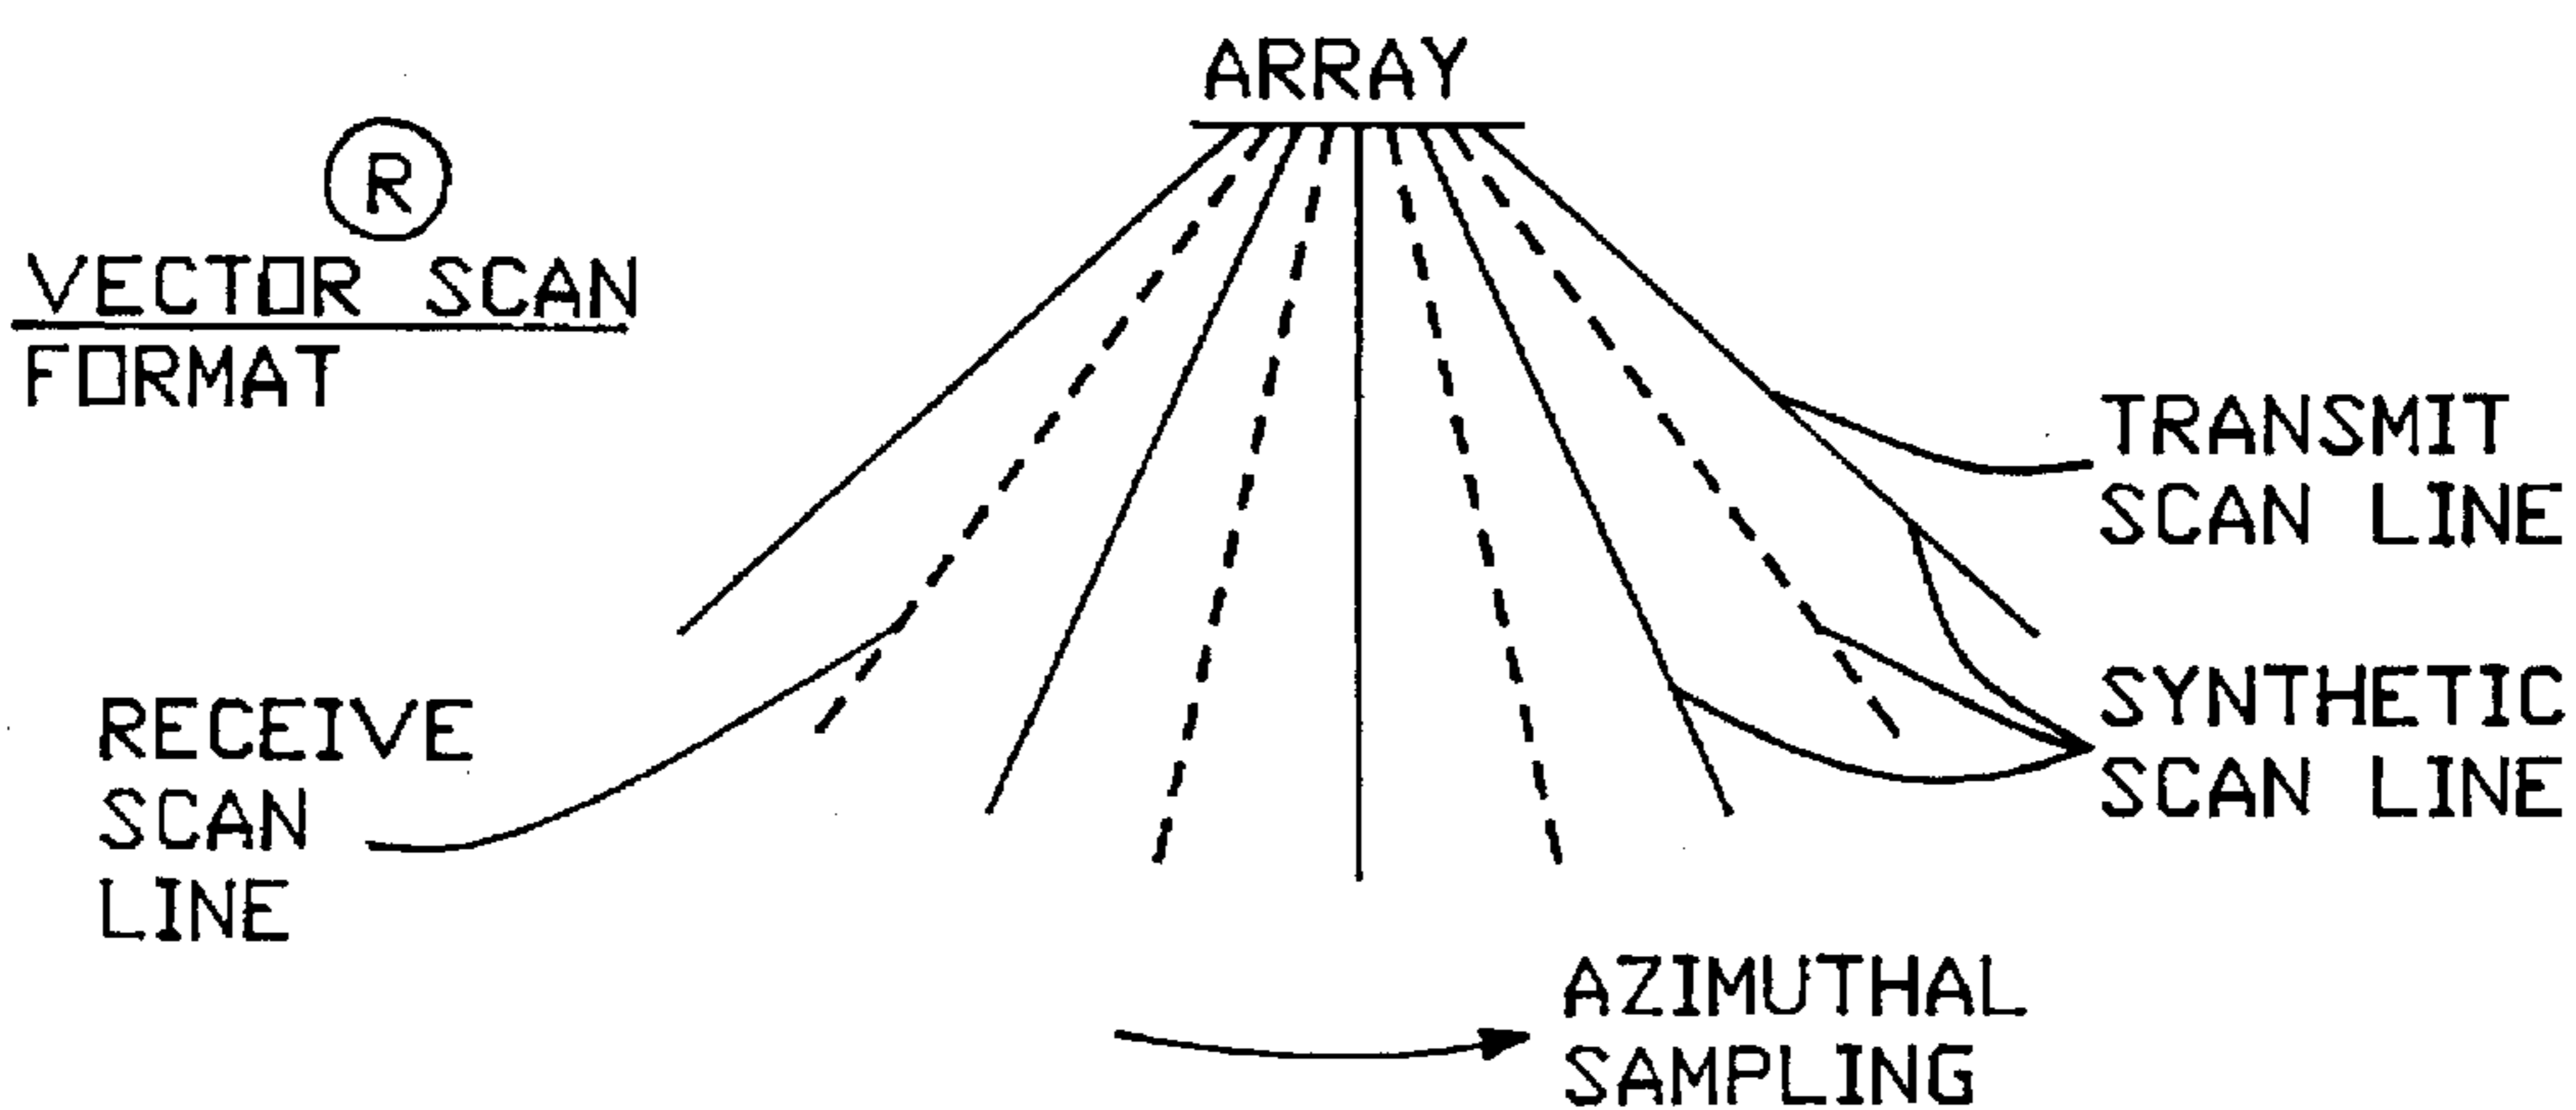 ARRAY
®
VECTOR SCAN
FORMAT
TRANSMIT
SCAN LINE
RECEIVE
SCAN
LINE
SYNTHETIC
SCAN LINE
AZIMUTHAL
SAMPLING